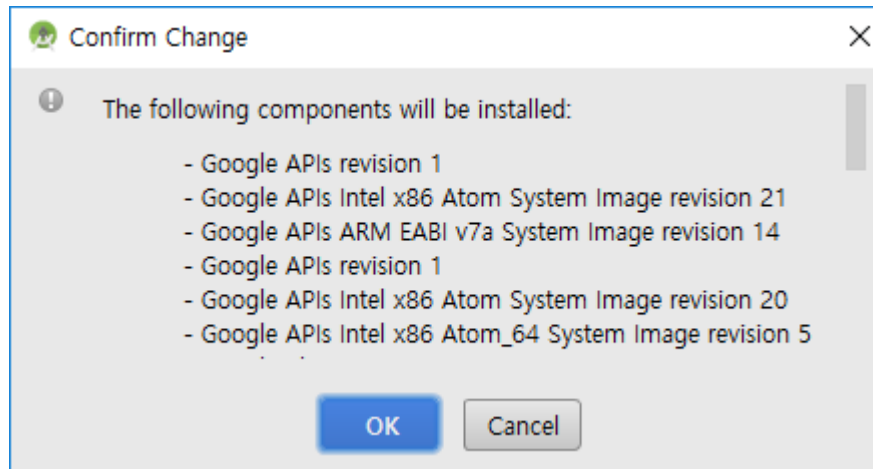 Confirm Change
The following components will be installed:
- Google APIs revision 1
- Google APIs Intel x86 Atom System Image revision 21
- Google APIs ARM EABI v7a System Image revision 14
- Google APIs revision 1
- Google APIs Intel x86 Atom System Image revision 20
- Google APIs Intel x86 Atom_64 System Image revision 5
OK Cancel